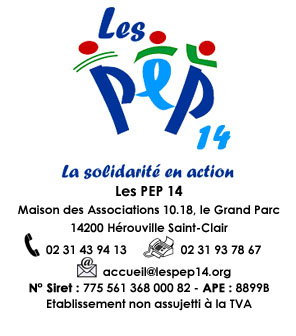 Les
PEP
14
La solidarité en action
Les PEP 14
Maison des Associations 10.18, le Grand Parc
14200 Hérouville Saint-Clair
02 31 43 94 13 02 31 93 78 67
@ accueil@lespep14.org
N° Siret : 775 561 368 000 82 - APE : 8899B
Etablissement non assujetti à la TVA